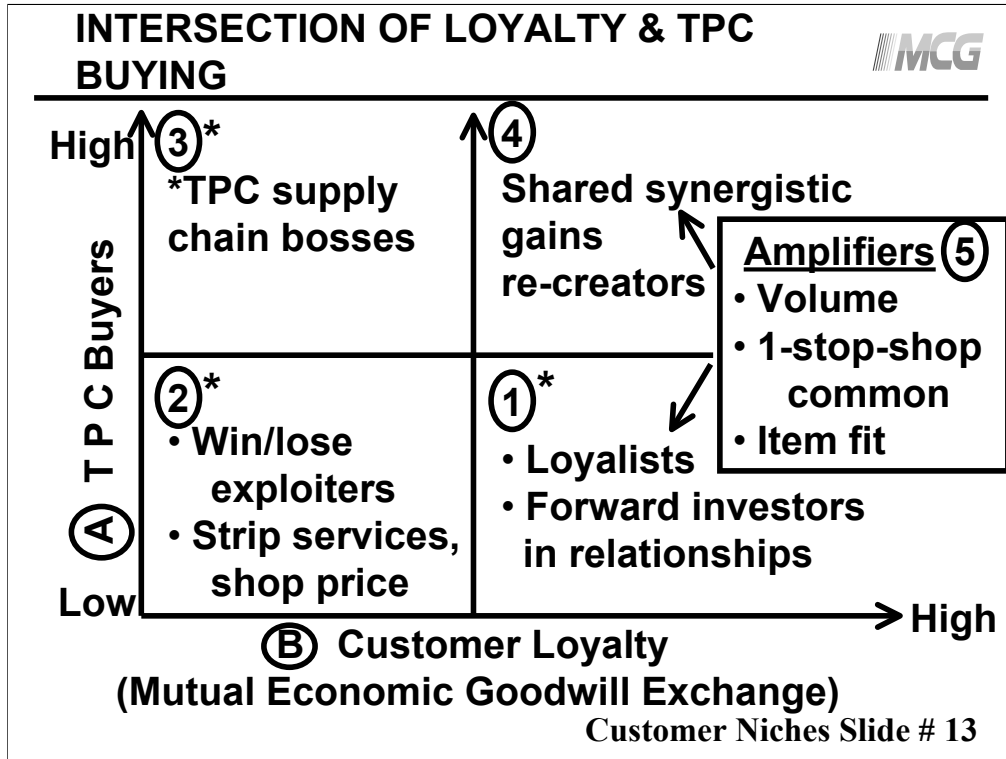 INTERSECTION OF LOYALTY & TPC
BUYING
MCG
High
3*
*TPC supply
chain bosses
4
Shared synergistic
gains
re-creators
Amplifiers 5
• Volume
• 1-stop-shop
common
• Item fit
A T P C Buyers
2*
• Win/lose
exploiters
• Strip services,
shop price
1*
• Loyalists
• Forward investors
in relationships
Low
High
B Customer Loyalty
(Mutual Economic Goodwill Exchange)
Customer Niches Slide # 13